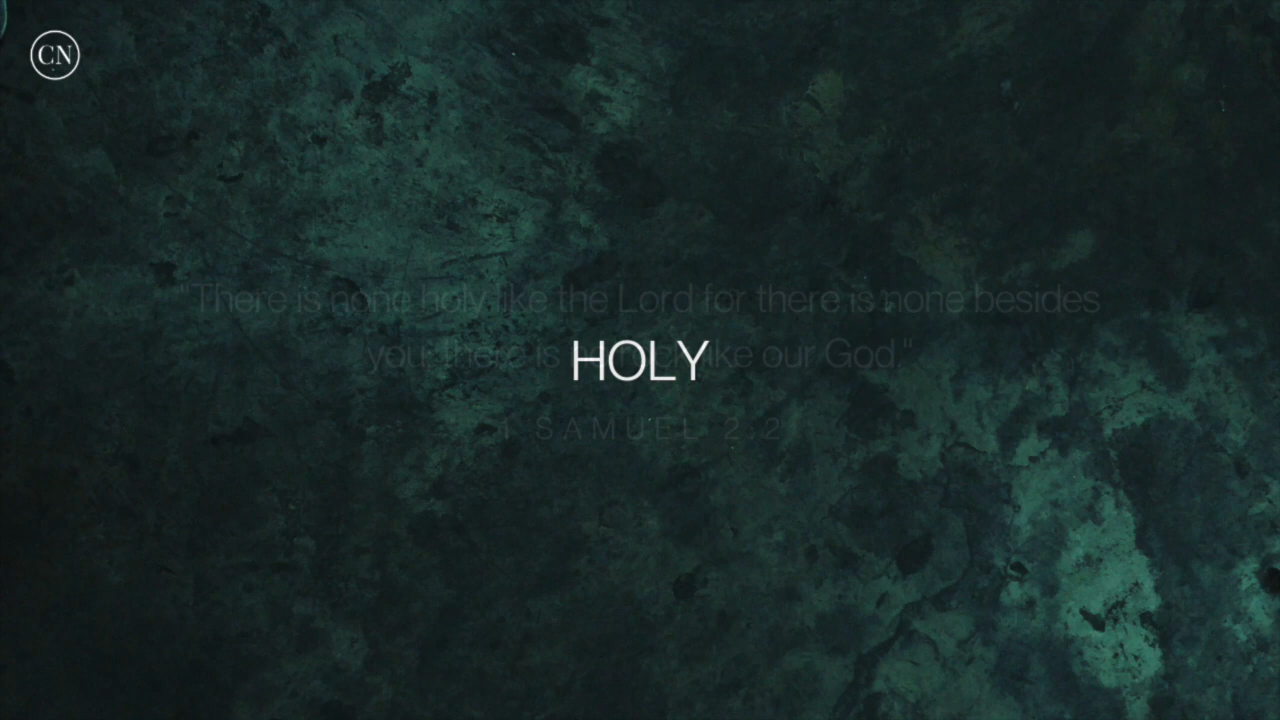 CN
"There is none holy like the Lord for there is none besides
you; there is like our God."
HOLY
1 SAMUEL 2:2